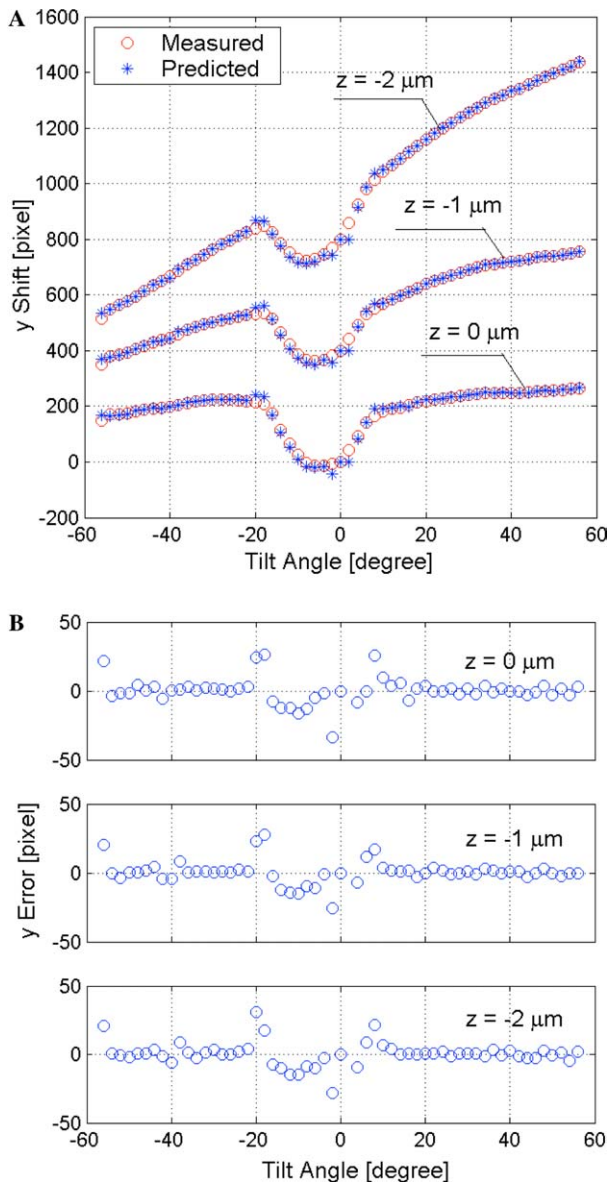 A
1600
1400
1200
1000
800
600
400
200
0
-200
y Shift [pixel]
Measured
Predicted
z = -2 μm
z = -1 μm
z = 0 μm
-60 -40 -20 0 20 40 60
Tilt Angle [degree]
B
50
0
-50
z = 0 μm
50
0
-50
z = -1 μm
y Error [pixel]
50
0
-50
z = -2 μm
-60 -40 -20 0 20 40 60
Tilt Angle [degree]